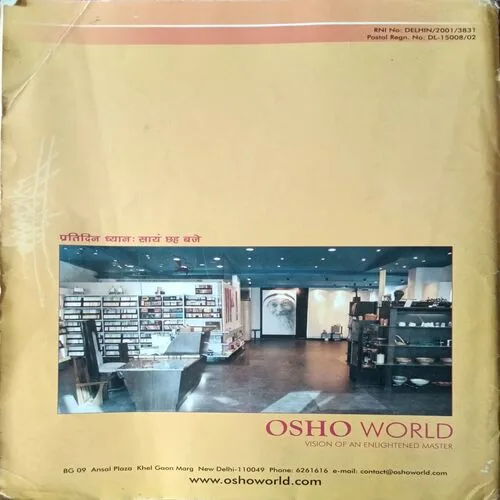 RNI No: DELHIN/2001/3831
Postal Regn. No: DL-15008/02
प्रतिदिन ध्यान: सायं छह बजे
OSHO WORLD
VISION OF AN ENLIGHTENED MASTER
BG 09 Ansal Plaza Khel Gaon Marg New Delhi-110049 Phone: 6261616 e-mail: contact@oshoworld.com
www.oshoworld.com